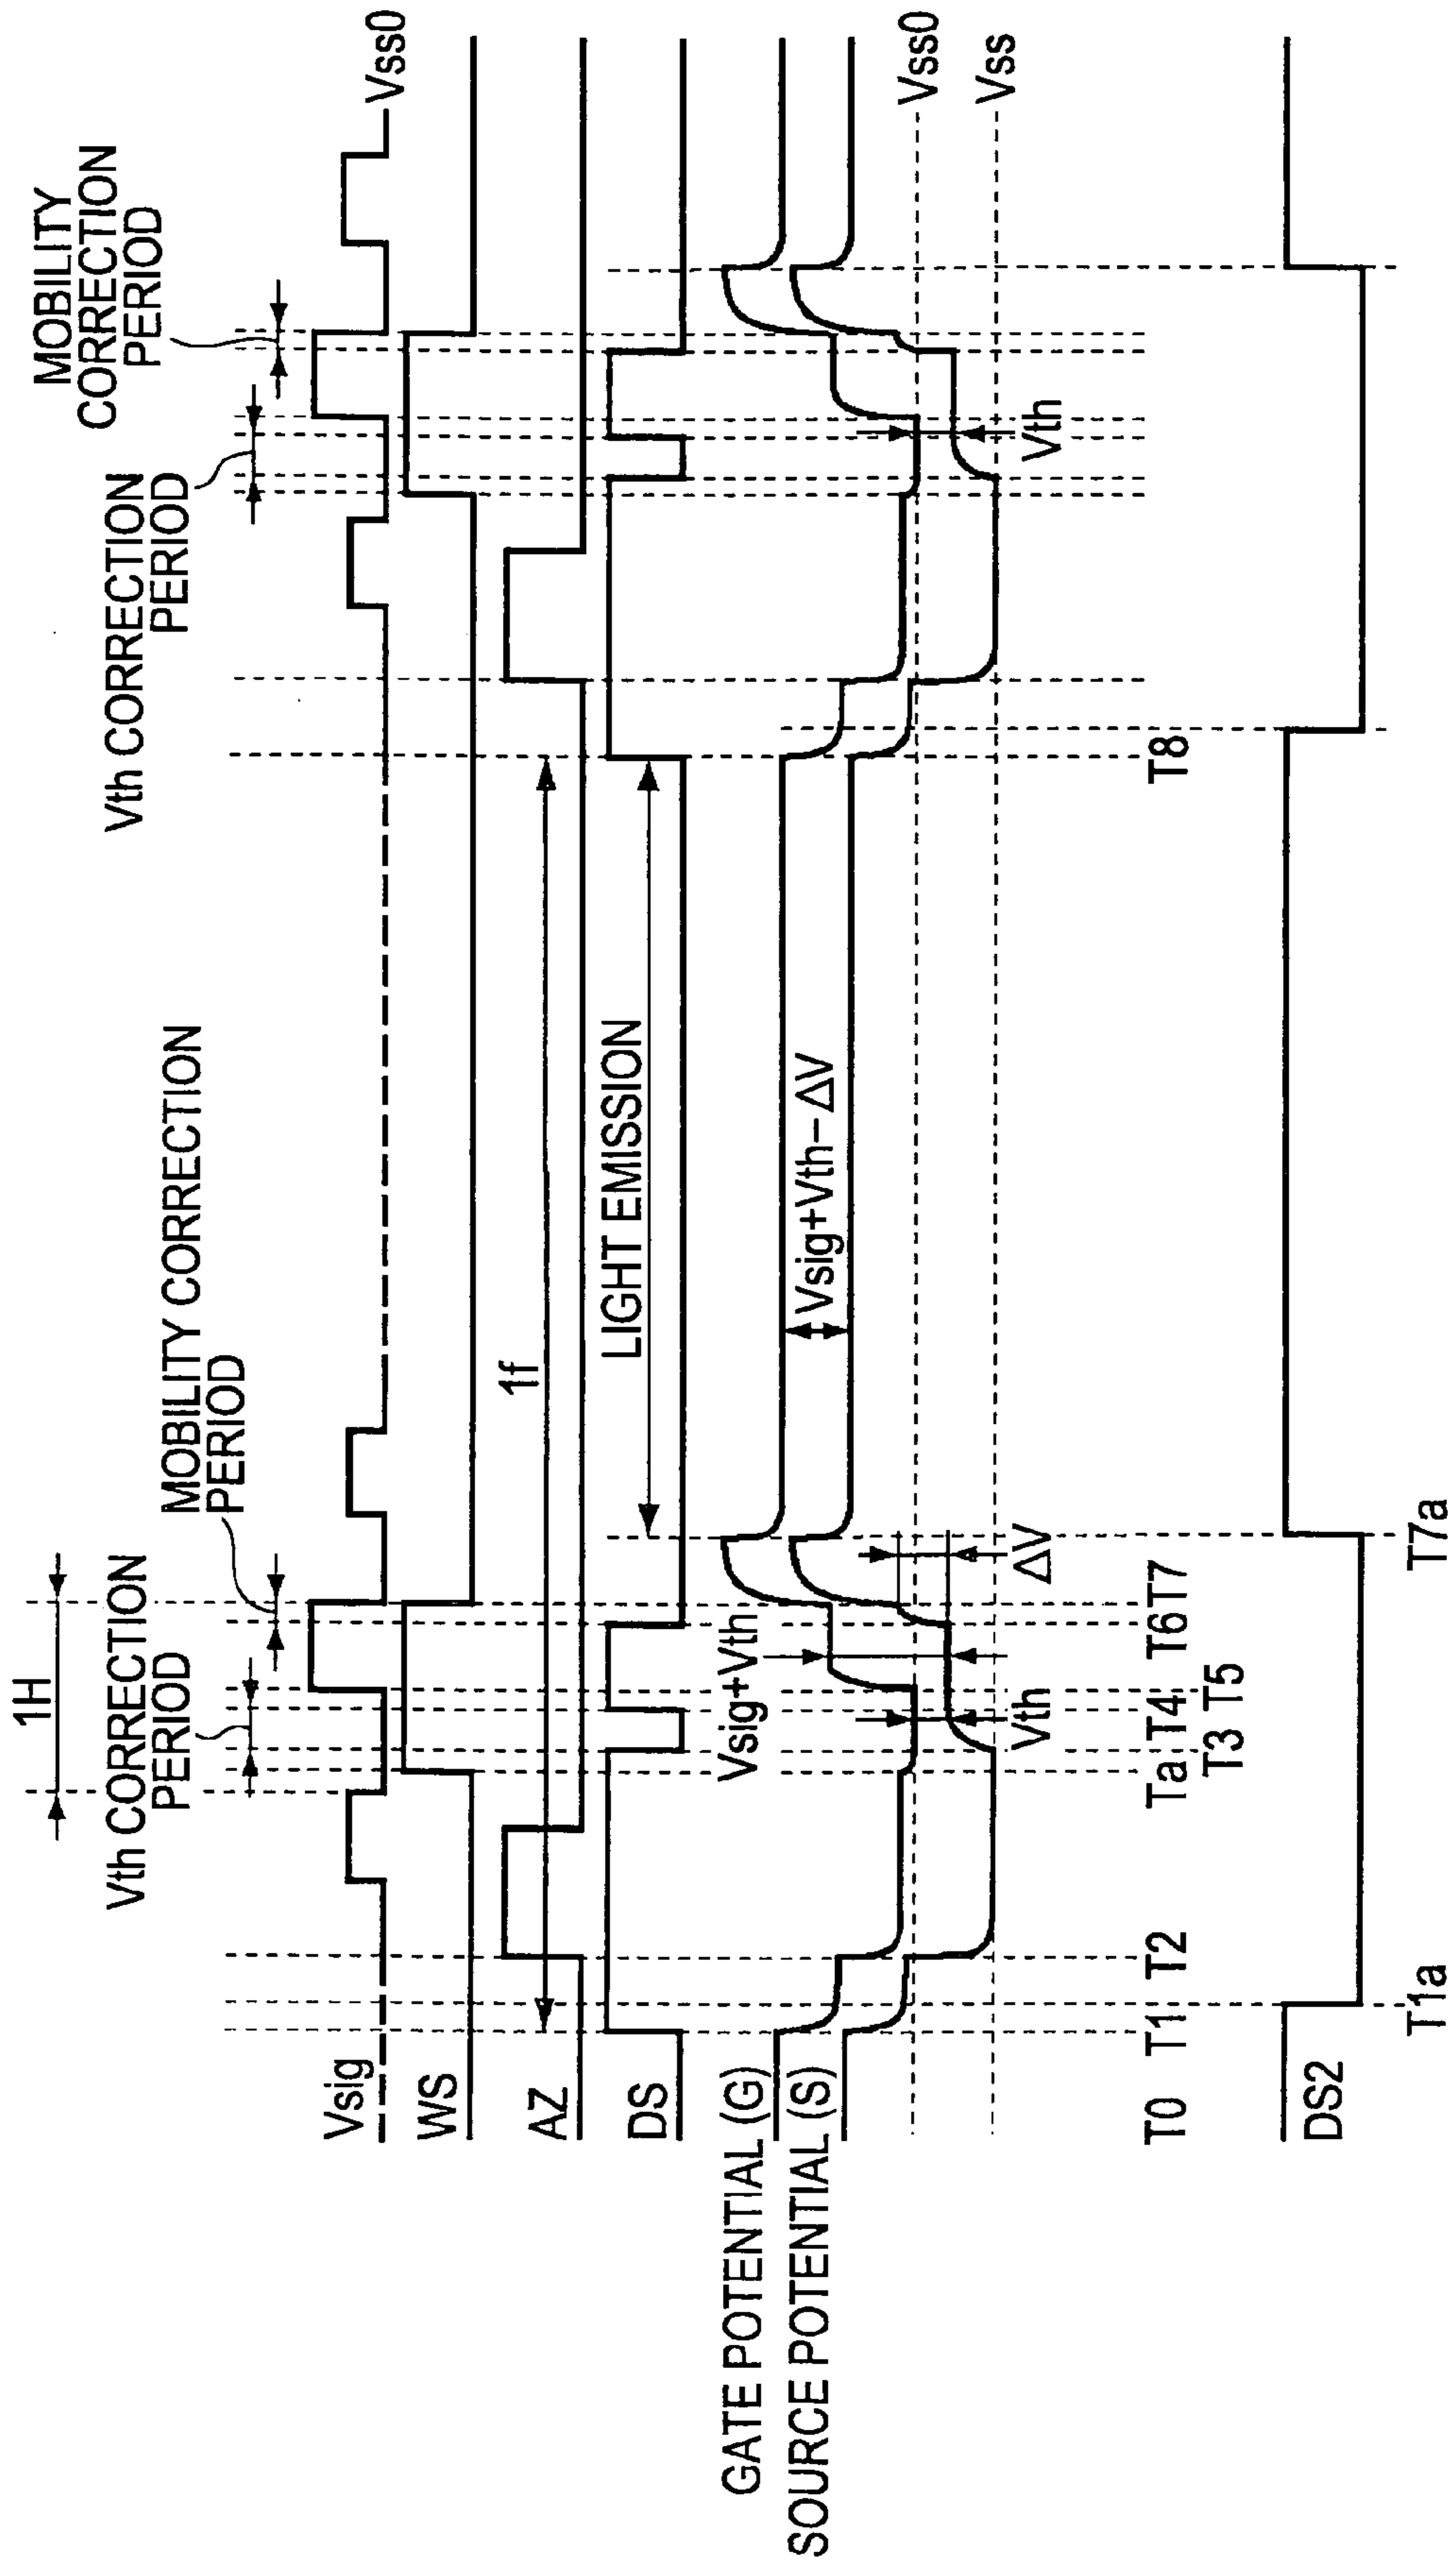 1H
Vth CORRECTION
PERIOD
MOBILITY CORRECTION
PERIOD
Vth CORRECTION
PERIOD
MOBILITY
CORRECTION
PERIOD
Vsig
Vss0
WS
AZ
1f
DS
LIGHT EMISSION
GATE POTENTIAL (G)
SOURCE POTENTIAL (S)
Vsig+Vth
Vsig+Vth−ΔV
Vss0
Vss
Vth
ΔV
Vth
T0
T1
T2
Ta
T4
T6
T7
T8
T3
T5
DS2
T1a
T7a